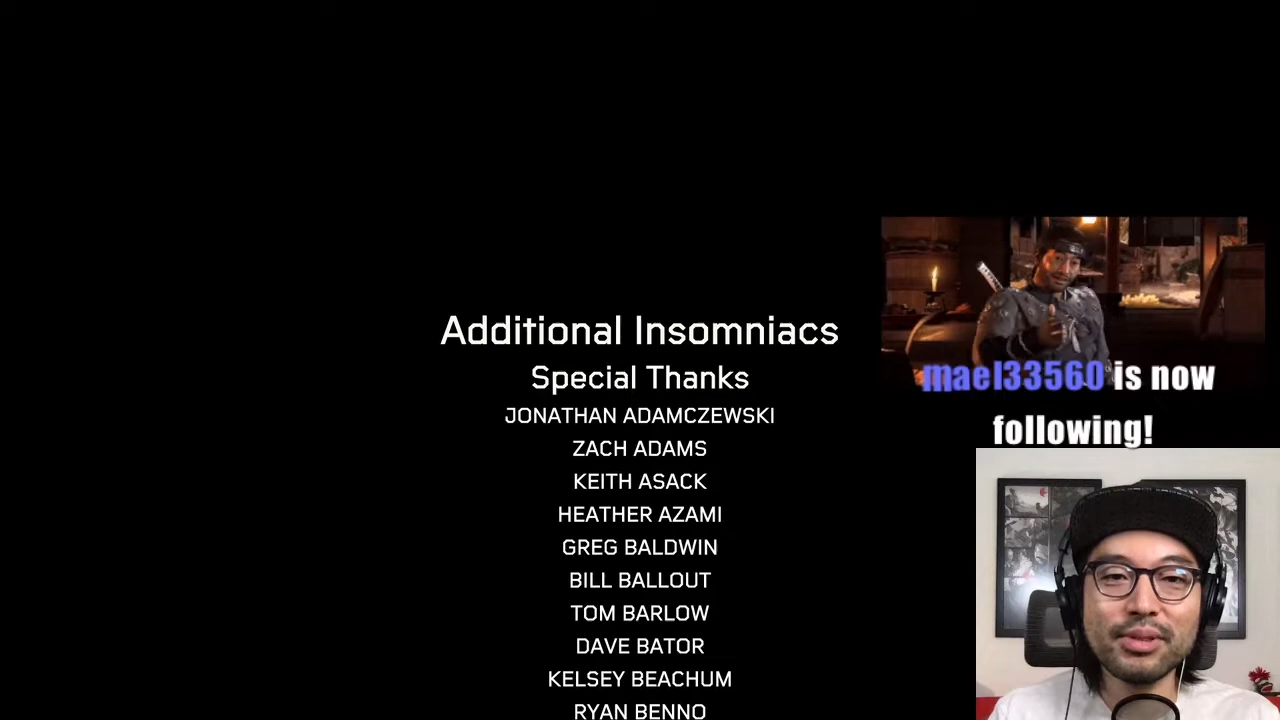 Additional Insomniacs
Special Thanks
JONATHAN ADAMCZEWSKI
ZACH ADAMS
KEITH ASACK
HEATHER AZAMI
GREG BALDWIN
BILL BALLOUT
TOM BARLOW
DAVE BATOR
KELSEY BEACHUM
RYAN BENNO
mael33560 is now
following!